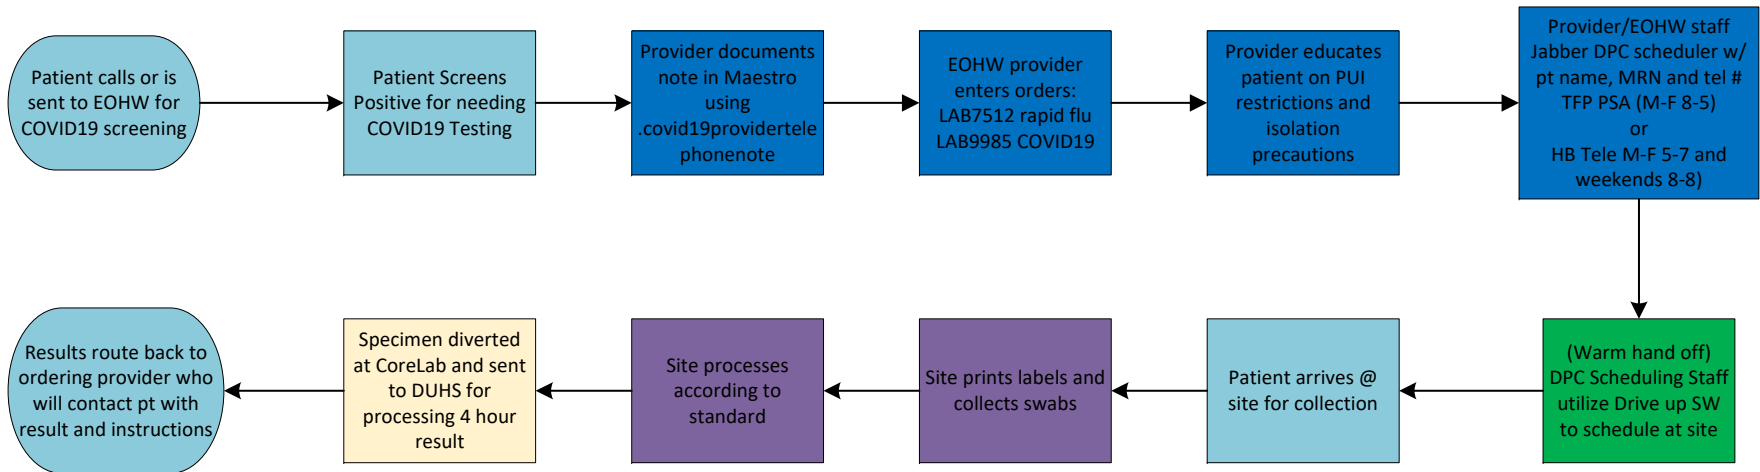 Patient calls or is
sent to EOHW for
COVID19 screening
Patient Screens
Positive for needing
COVID19 Testing
Provider documents
note in Maestro
using
.covid19providertele
phonenote
EOHW provider
enters orders:
LAB7512 rapid flu
LAB9985 COVID19
Provider educates
patient on PUI
restrictions and
isolation
precautions
Provider/EOHW staff
Jabber DPC scheduler w/
pt name, MRN and tel #
TFP PSA (M-F 8-5)
or
HB Tele M-F 5-7 and
weekends 8-8)
(Warm hand off)
DPC Scheduling Staff
utilize Drive up SW
to schedule at site
Patient arrives @
site for collection
Site prints labels and
collects swabs
Site processes
according to
standard
Specimen diverted
at CoreLab and sent
to DUHS for
processing 4 hour
result
Results route back to
ordering provider who
will contact pt with
result and instructions